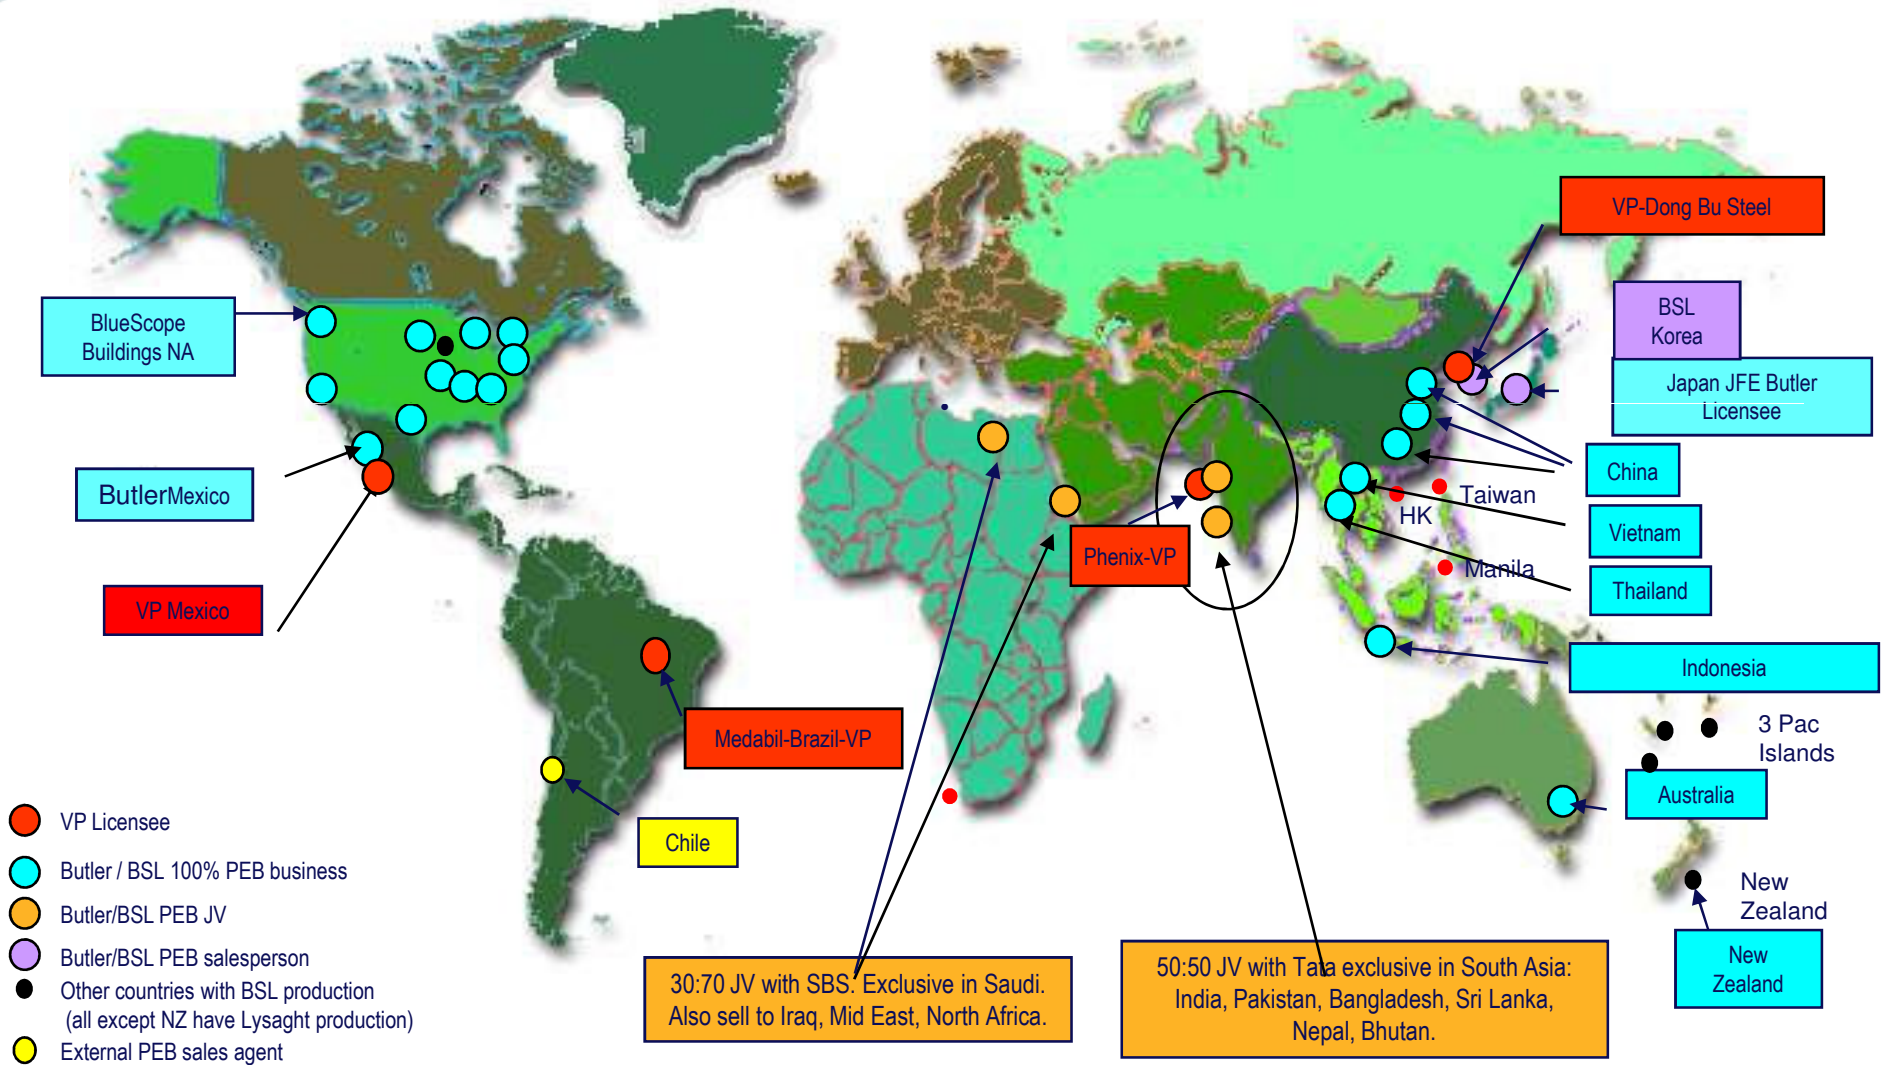 VP-Dong Bu Steel
BSL
Korea
BlueScope
Buildings NA
Japan JFE Butler
Licensee
China
ButlerMexico
Taiwan
HK
Vietnam
Phenix-VP
Manila
Thailand
VP Mexico
Indonesia
Medabil-Brazil-VP
3 Pac
Islands
Australia
Chile
New
Zealand
New
Zealand
VP Licensee
Butler / BSL 100% PEB business
Butler/BSL PEB JV
Butler/BSL PEB salesperson
Other countries with BSL production
(all except NZ have Lysaght production)
External PEB sales agent
30:70 JV with SBS. Exclusive in Saudi.
Also sell to Iraq, Mid East, North Africa.
50:50 JV with Tata exclusive in South Asia:
India, Pakistan, Bangladesh, Sri Lanka,
Nepal, Bhutan.